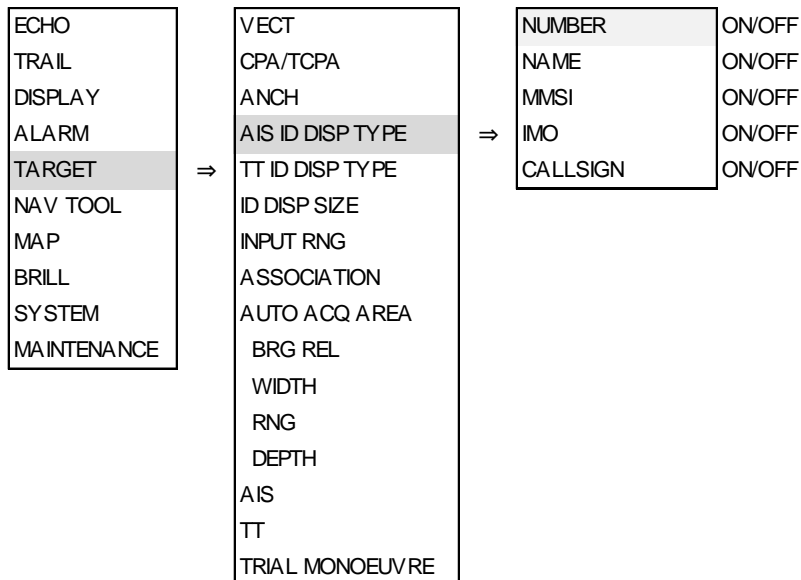 ECHO
TRAIL
DISPLAY
ALARM
TARGET ⇒
NAV TOOL
MAP
BRILL
SYSTEM
MAINTENANCE
VECT
CPA/TCPA
ANCH
AIS ID DISP TYPE ⇒
TT ID DISP TYPE
ID DISP SIZE
INPUT RNG
ASSOCIATION
AUTO ACQ AREA
BRG REL
WIDTH
RNG
DEPTH
AIS
TT
TRIAL MONOEUVRE
NUMBER ON/OFF
NAME ON/OFF
MMSI ON/OFF
IMO ON/OFF
CALLSIGN ON/OFF